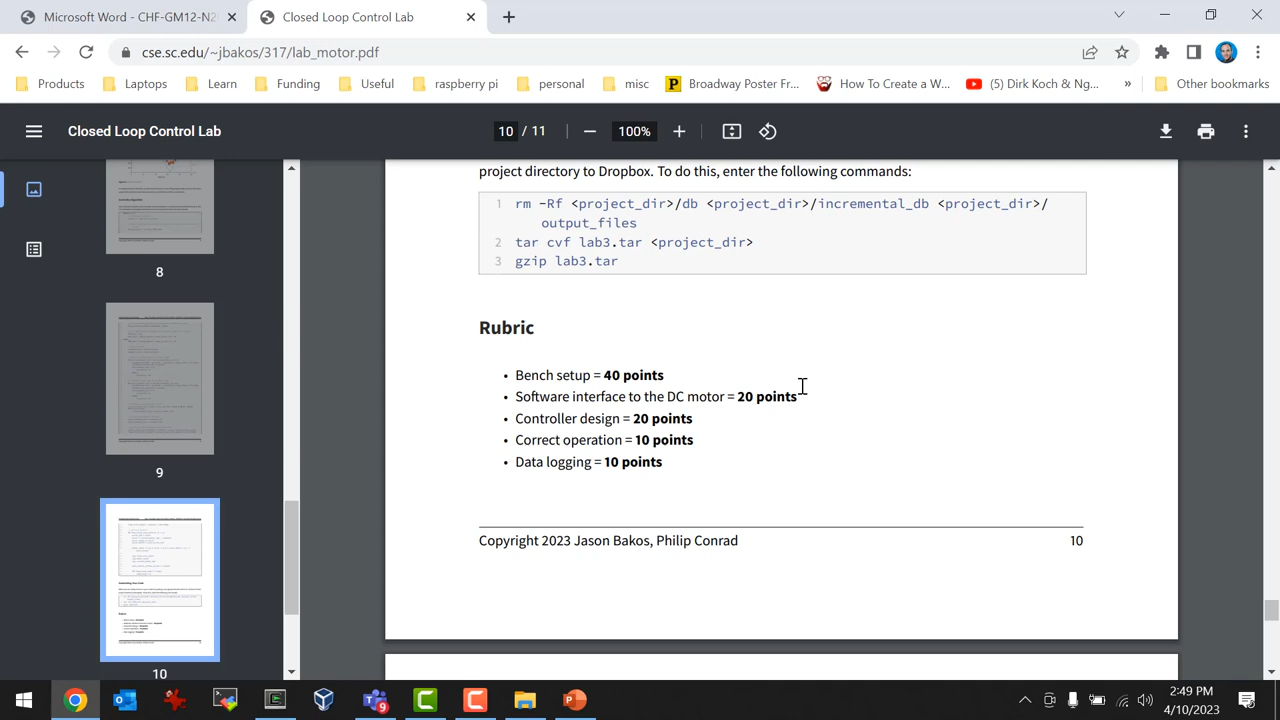 Microsoft Word - CHF-GM12-N2
Closed Loop Control Lab
cse.sc.edu/~jbakos/317/lab_motor.pdf
Products
Laptops
Learn
Funding
Useful
raspberry pi
personal
misc
P
Broadway Poster Fr...
How To Create a W...
(5) Dirk Koch & Ng...
»
Other bookmarks
Closed Loop Control Lab
10 / 11
100%
project directory to Dropbox. To do this, enter the following commands:
1 rm -Rf <project_dir>/db <project_dir>/incremental_db <project_dir>/
output_files
2 tar cvf lab3.tar <project_dir>
3 gzip lab3.tar
8
Rubric
• Bench setup = 40 points
• Software interface to the DC motor = 20 points
• Controller design = 20 points
• Correct operation = 10 points
• Data logging = 10 points
9
Copyright 2023 Jason Bakos, Philip Conrad
10
10
9
2:49 PM
4/10/2023